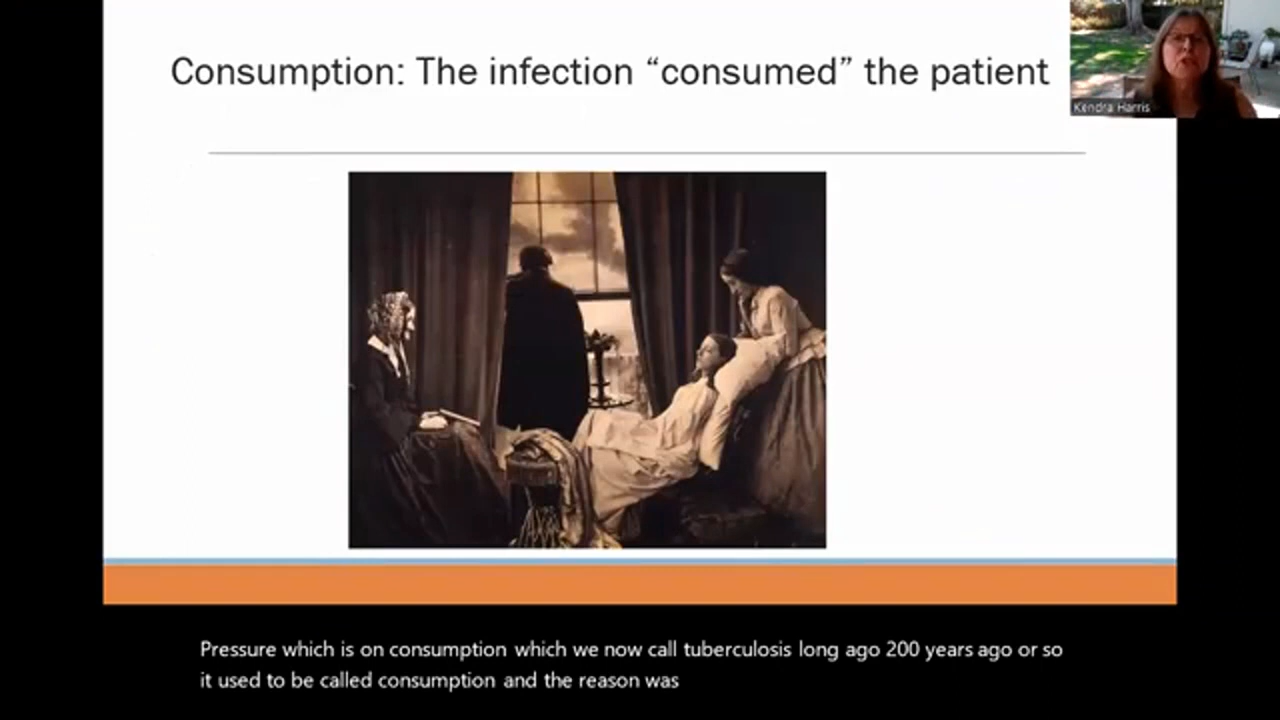 Consumption: The infection “consumed” the patient
Kendra Harris
Pressure which is on consumption which we now call tuberculosis long ago 200 years ago or so
it used to be called consumption and the reason was